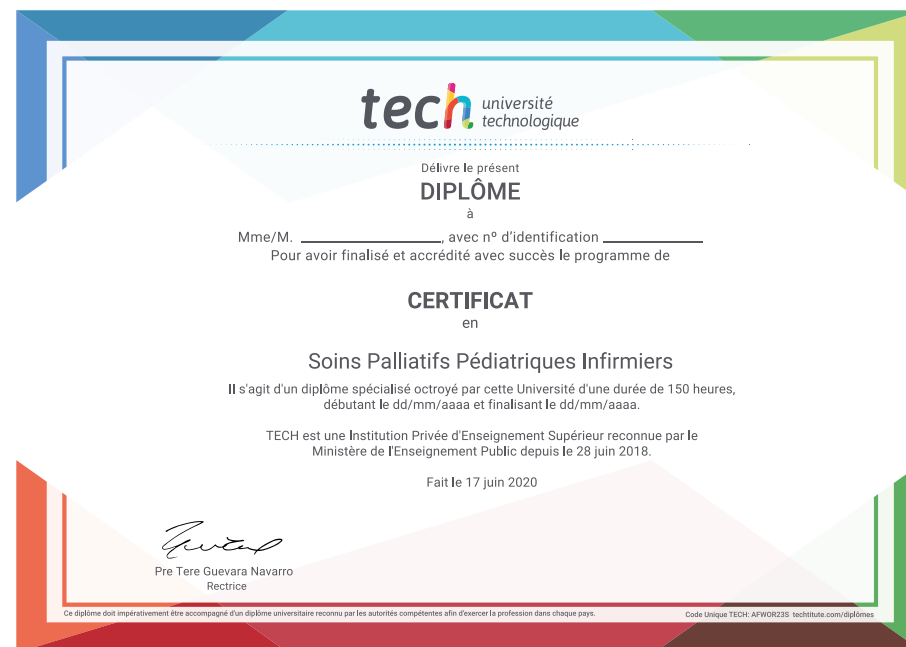 tech université
technologique
Délivre le présent
DIPLÔME
à
Mme/M. ____________________, avec nº d'identification ______________
Pour avoir finalisé et accrédité avec succès le programme de
CERTIFICAT
en
Soins Palliatifs Pédiatriques Infirmiers
Il s'agit d'un diplôme spécialisé octroyé par cette Université d'une durée de 150 heures,
débutant le dd/mm/aaaa et finalisant le dd/mm/aaaa.
TECH est une Institution Privée d'Enseignement Supérieur reconnue par le
Ministère de l'Enseignement Public depuis le 28 juin 2018.
Fait le 17 juin 2020
Pre Tere Guevara Navarro
Rectrice
Ce diplôme doit impérativement être accompagné d'un diplôme universitaire reconnu par les autorités compétentes afin d'exercer la profession dans chaque pays.
Code Unique TECH: AFWOR23S techtitute.com/diplômes